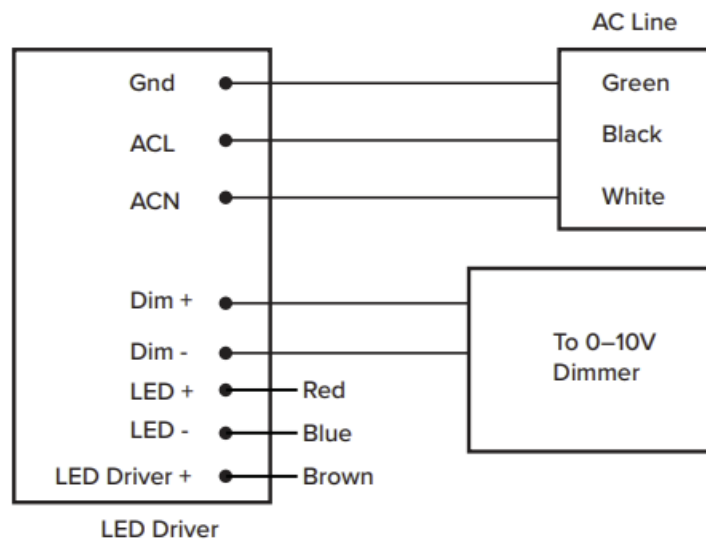 AC Line
Gnd
Green
ACL
Black
ACN
White
Dim +
Dim -
To 0–10V
Dimmer
LED +
Red
LED -
Blue
LED Driver +
Brown
LED Driver